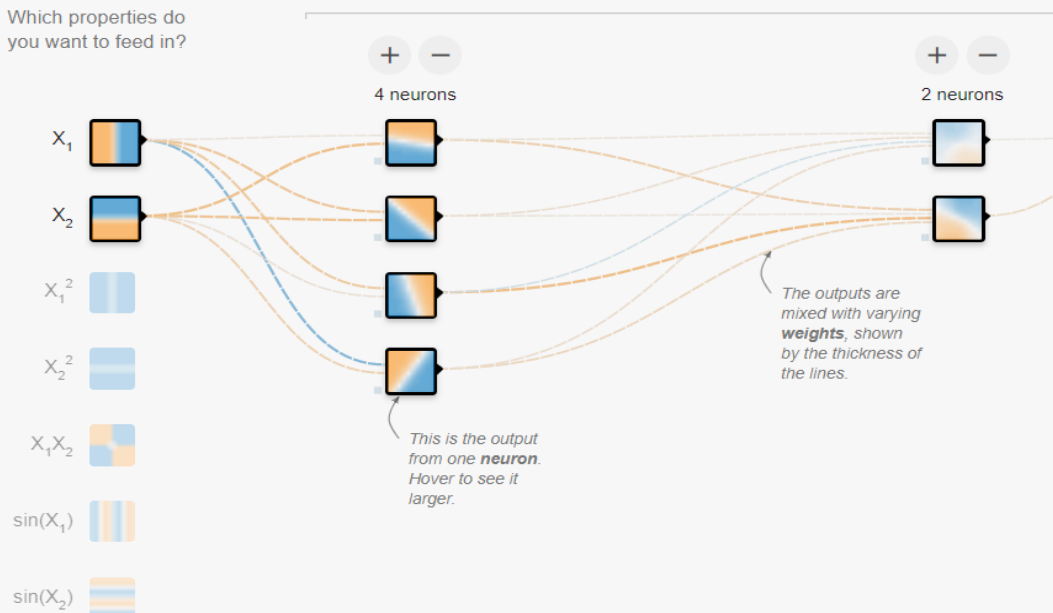 Which properties do
you want to feed in?
+ −
+ −
4 neurons
2 neurons
X1
X2
X1²
X2²
X1X2
sin(X1)
sin(X2)
The outputs are
mixed with varying
weights, shown
by the thickness of
the lines.
This is the output
from one neuron.
Hover to see it
larger.